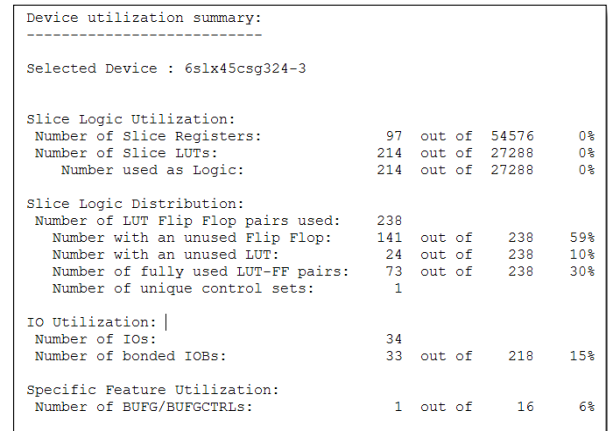 Device utilization summary:
---------------------------
Selected Device : 6slx45csg324-3
Slice Logic Utilization:
Number of Slice Registers: 97 out of 54576 0%
Number of Slice LUTs: 214 out of 27288 0%
Number used as Logic: 214 out of 27288 0%
Slice Logic Distribution:
Number of LUT Flip Flop pairs used: 238
Number with an unused Flip Flop: 141 out of 238 59%
Number with an unused LUT: 24 out of 238 10%
Number of fully used LUT-FF pairs: 73 out of 238 30%
Number of unique control sets: 1
IO Utilization:
Number of IOs: 34
Number of bonded IOBs: 33 out of 218 15%
Specific Feature Utilization:
Number of BUFG/BUFGCTRLs: 1 out of 16 6%